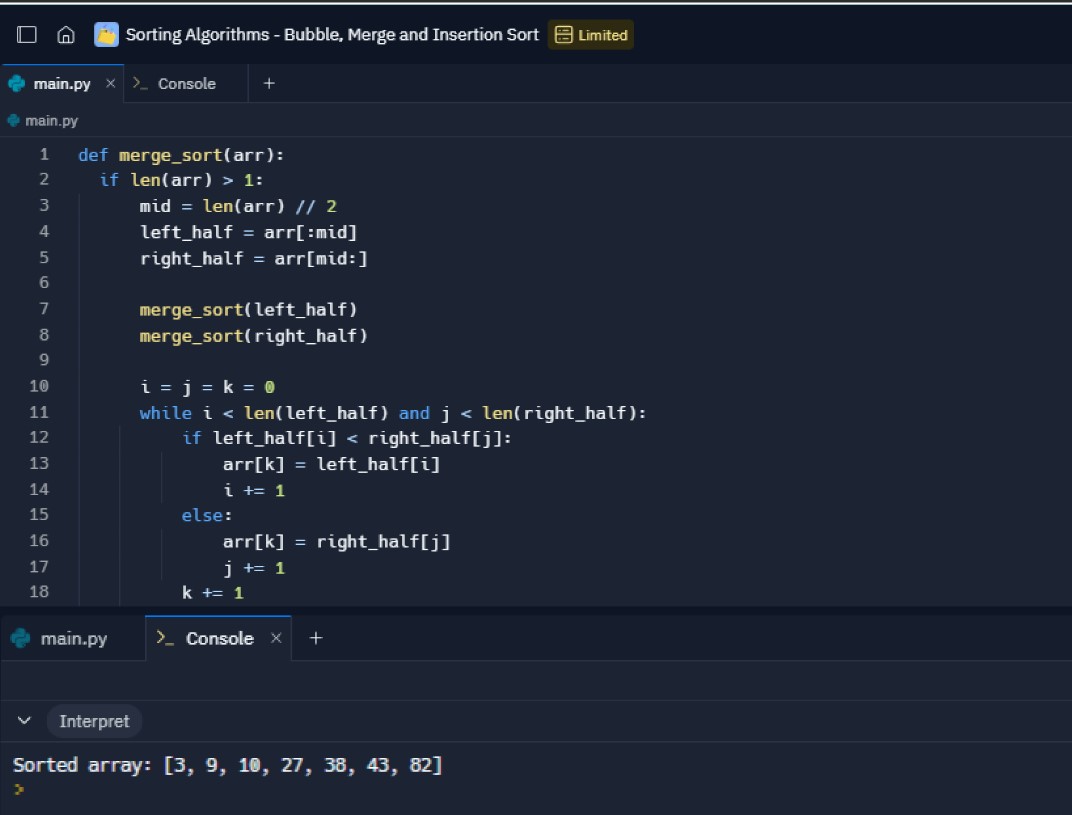 Sorting Algorithms - Bubble, Merge and Insertion Sort Limited
main.py × >_ Console +
main.py
1 def merge_sort(arr):
2   if len(arr) > 1:
3       mid = len(arr) // 2
4       left_half = arr[:mid]
5       right_half = arr[mid:]
6
7       merge_sort(left_half)
8       merge_sort(right_half)
9
10       i = j = k = 0
11       while i < len(left_half) and j < len(right_half):
12           if left_half[i] < right_half[j]:
13               arr[k] = left_half[i]
14               i += 1
15           else:
16               arr[k] = right_half[j]
17               j += 1
18           k += 1
main.py >_ Console × +
Interpret
Sorted array: [3, 9, 10, 27, 38, 43, 82]
>